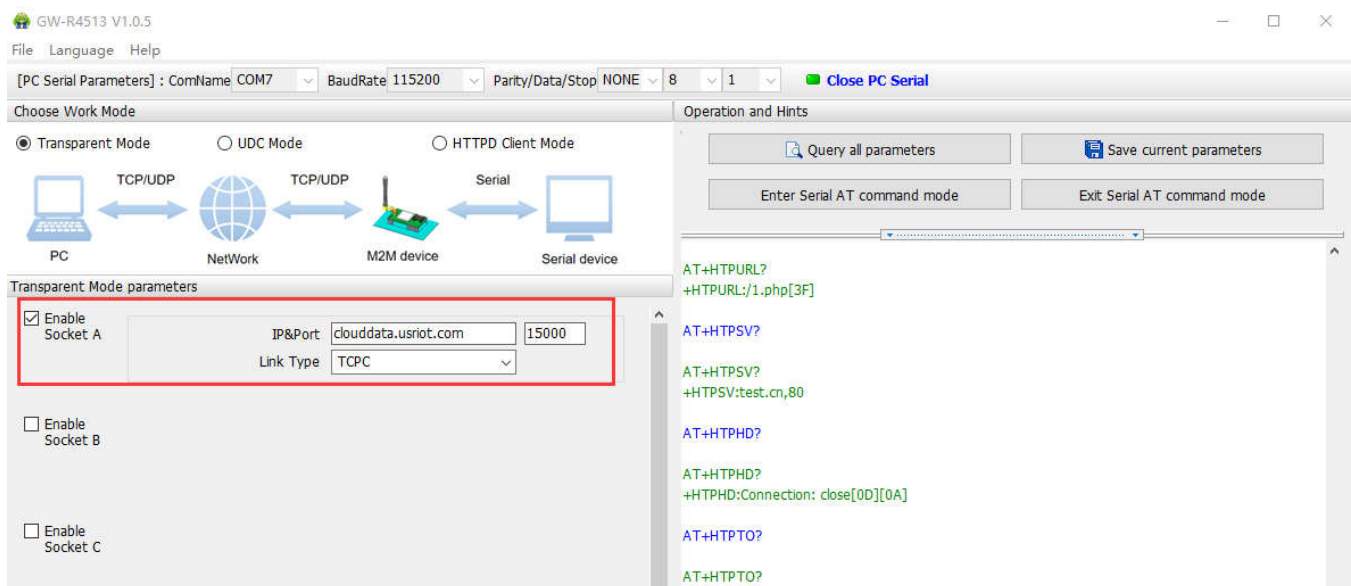 GW-R4513 V1.0.5
File Language Help
[PC Serial Parameters] : ComName COM7 BaudRate 115200 Parity/Data/Stop NONE 8 1 Close PC Serial
Choose Work Mode
Transparent Mode UDC Mode HTTPD Client Mode
TCP/UDP TCP/UDP Serial
PC NetWork M2M device Serial device
Transparent Mode parameters
Enable
Socket A
IP&Port clouddata.usriot.com 15000
Link Type TCPC
Enable
Socket B
Enable
Socket C
Operation and Hints
Query all parameters Save current parameters
Enter Serial AT command mode Exit Serial AT command mode
AT+HTPURL?
+HTPURL:/1.php[3F]
AT+HTPSV?
AT+HTPSV?
+HTPSV:test.cn,80
AT+HTPHD?
AT+HTPHD?
+HTPHD:Connection: close[0D][0A]
AT+HTPTO?
AT+HTPTO?